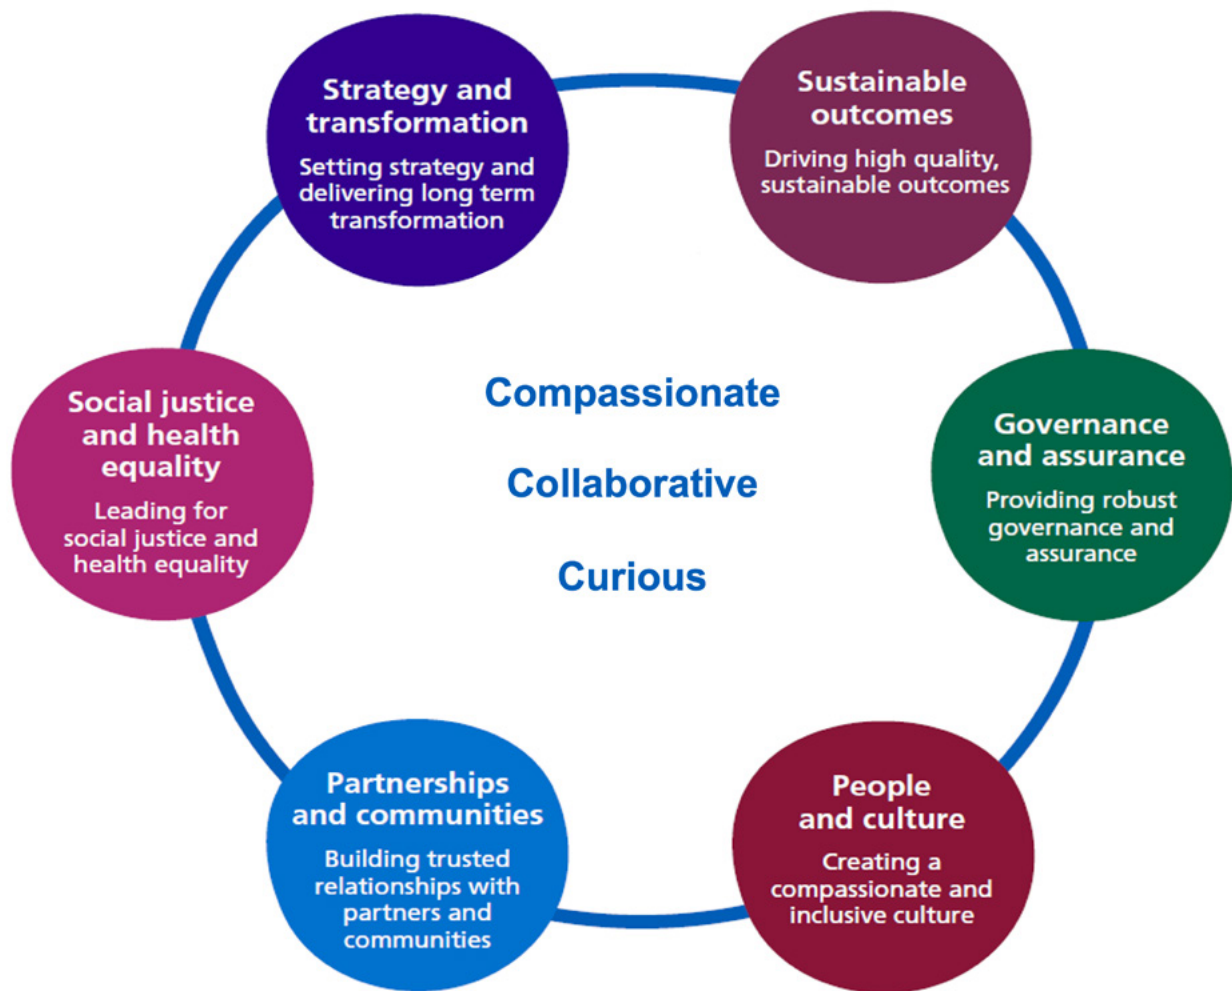 Strategy and
transformation
Setting strategy and
delivering long term
transformation
Sustainable
outcomes
Driving high quality,
sustainable outcomes
Social justice
and health
equality
Leading for
social justice and
health equality
Compassionate
Collaborative
Curious
Governance
and assurance
Providing robust
governance and
assurance
Partnerships
and communities
Building trusted
relationships with
partners and
communities
People
and culture
Creating a
compassionate and
inclusive culture